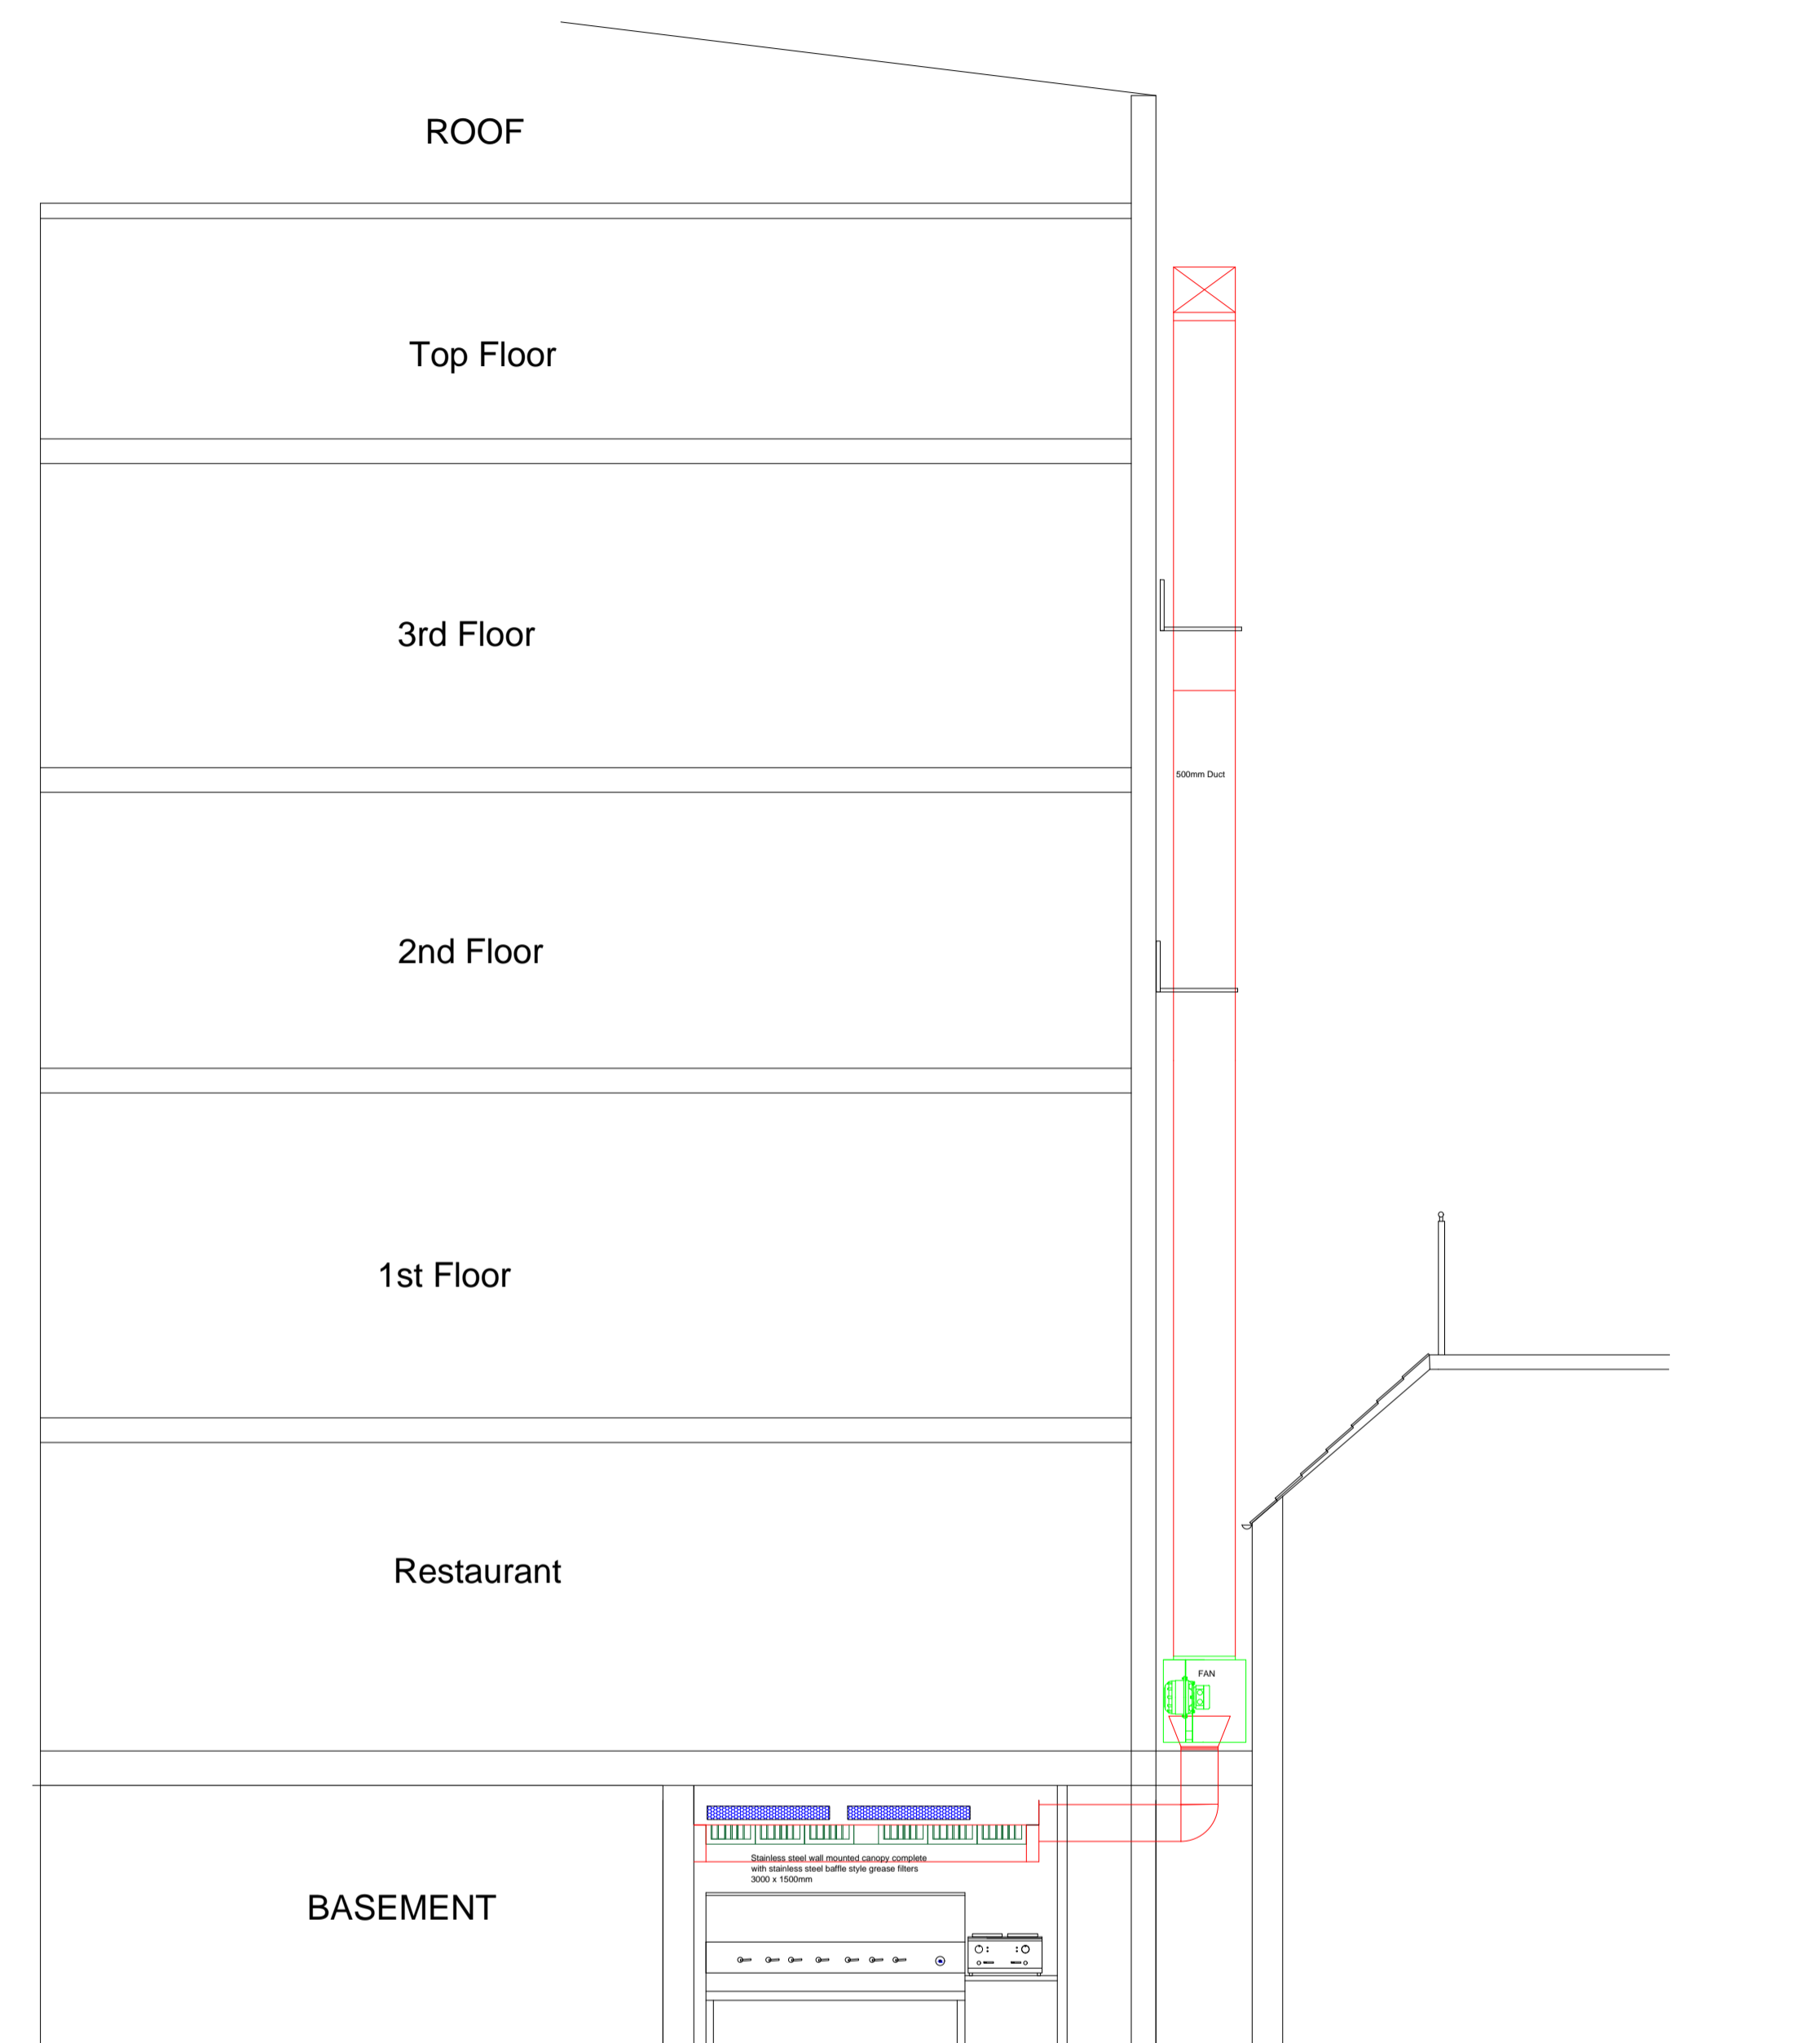 ROOF
Top Floor
3rd Floor
500mm Duct
2nd Floor
1st Floor
Restaurant
FAN
Stainless steel wall mounted canopy complete
with stainless steel baffle style grease filters
3000 x 1500mm
BASEMENT